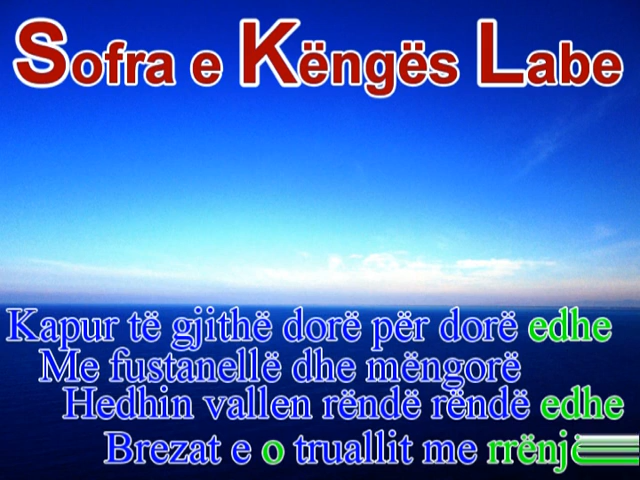 Sofra e Këngës Labe
Kapur të gjithë dorë për dorë edhe
Me fustanellë dhe mëngorë
Hedhin vallen rëndë rëndë edhe
Brezat e o truallit me